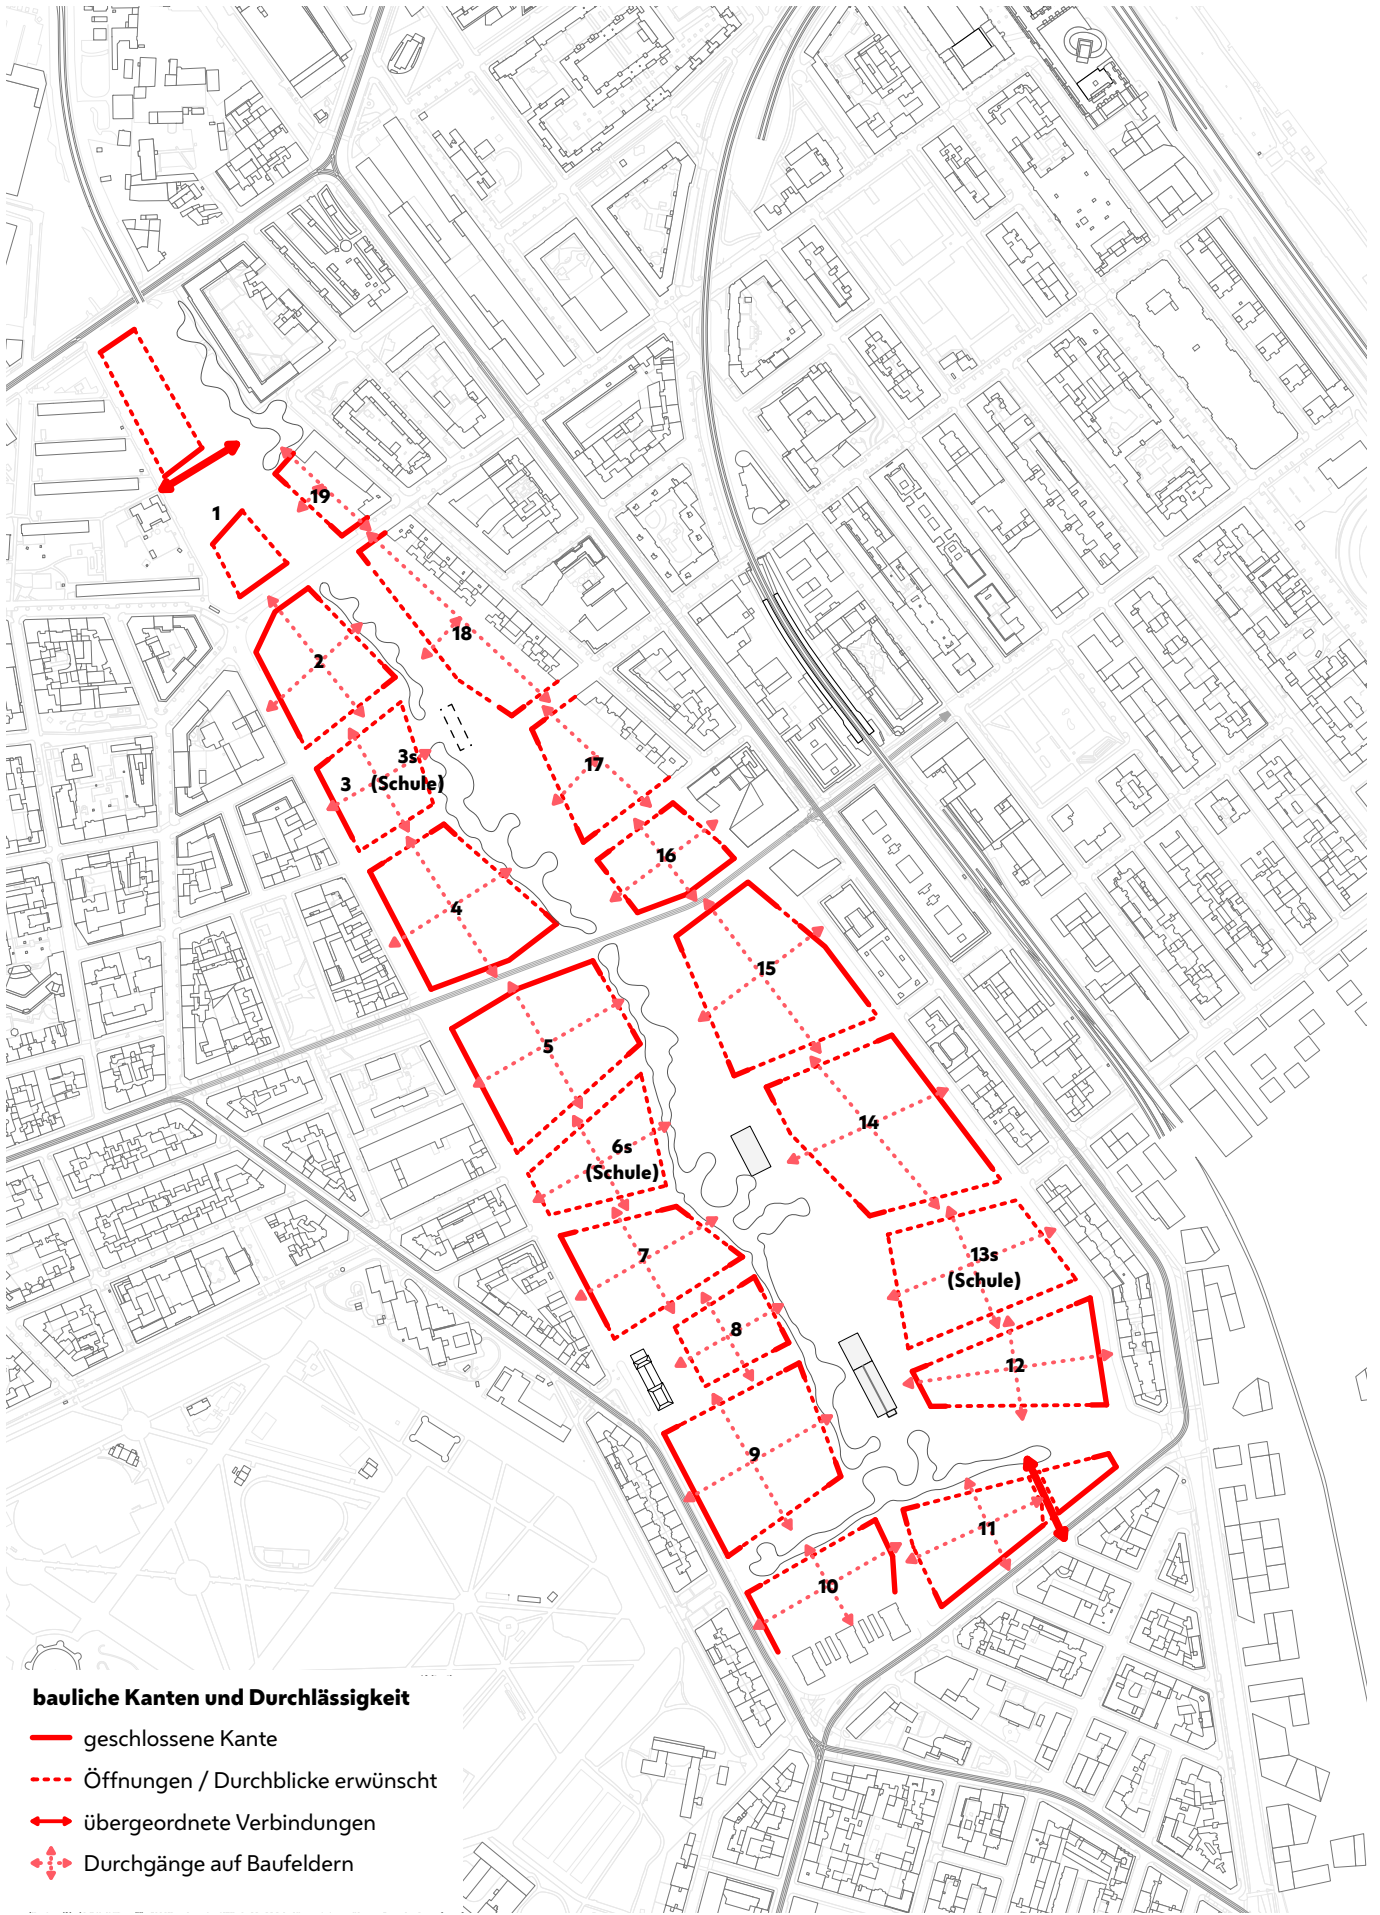 19
1
18
2
3s
17
3 (Schule)
16
4
15
5
14
6s
(Schule)
7
13s
(Schule)
8
12
9
11
10
bauliche Kanten und Durchlässigkeit
geschlossene Kante
Öffnungen / Durchblicke erwünscht
übergeordnete Verbindungen
Durchgänge auf Baufeldern